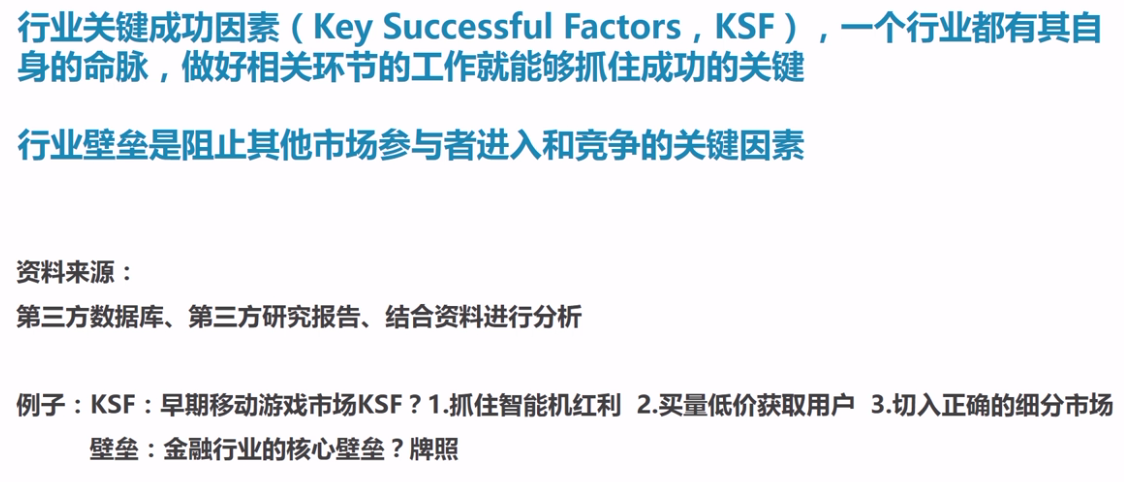 行业关键成功因素（Key Successful Factors，KSF），一个行业都有其自
身的命脉，做好相关环节的工作就能够抓住成功的关键
行业壁垒是阻止其他市场参与者进入和竞争的关键因素
资料来源：
第三方数据库、第三方研究报告、结合资料进行分析
例子：KSF：早期移动游戏市场KSF？1.抓住智能机红利 2.买量低价获取用户 3.切入正确的细分市场
壁垒：金融行业的核心壁垒？牌照